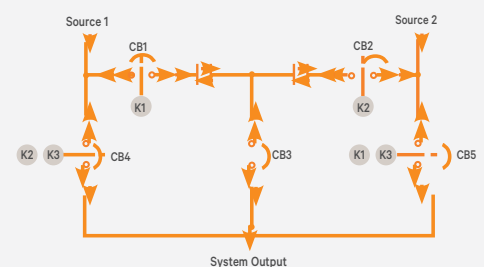 Source 1
Source 2
CB1
CB2
K1
K2
K2
K3
CB4
CB3
K1
K3
CB5
System Output